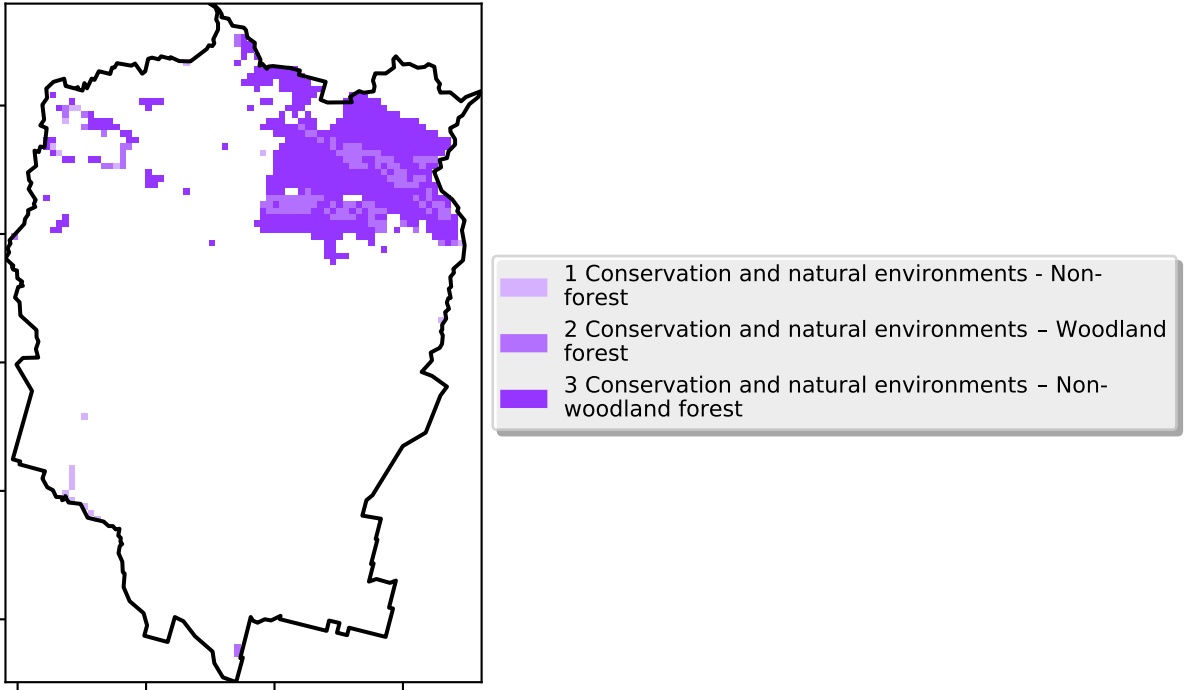 1 Conservation and natural environments - Non-
forest
2 Conservation and natural environments – Woodland
forest
3 Conservation and natural environments – Non-
woodland forest